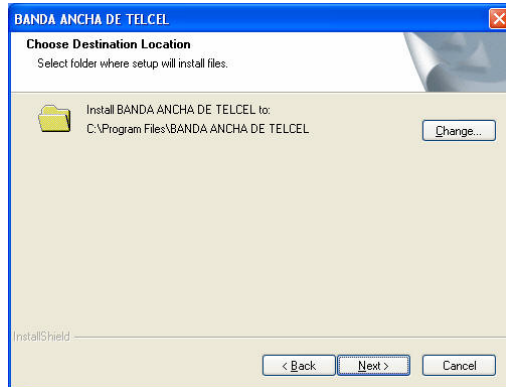 BANDA ANCHA DE TELCEL
Choose Destination Location
Select folder where setup will install files.
Install BANDA ANCHA DE TELCEL to:
C:\Program Files\BANDA ANCHA DE TELCEL
Change...
InstallShield
< Back
Next >
Cancel